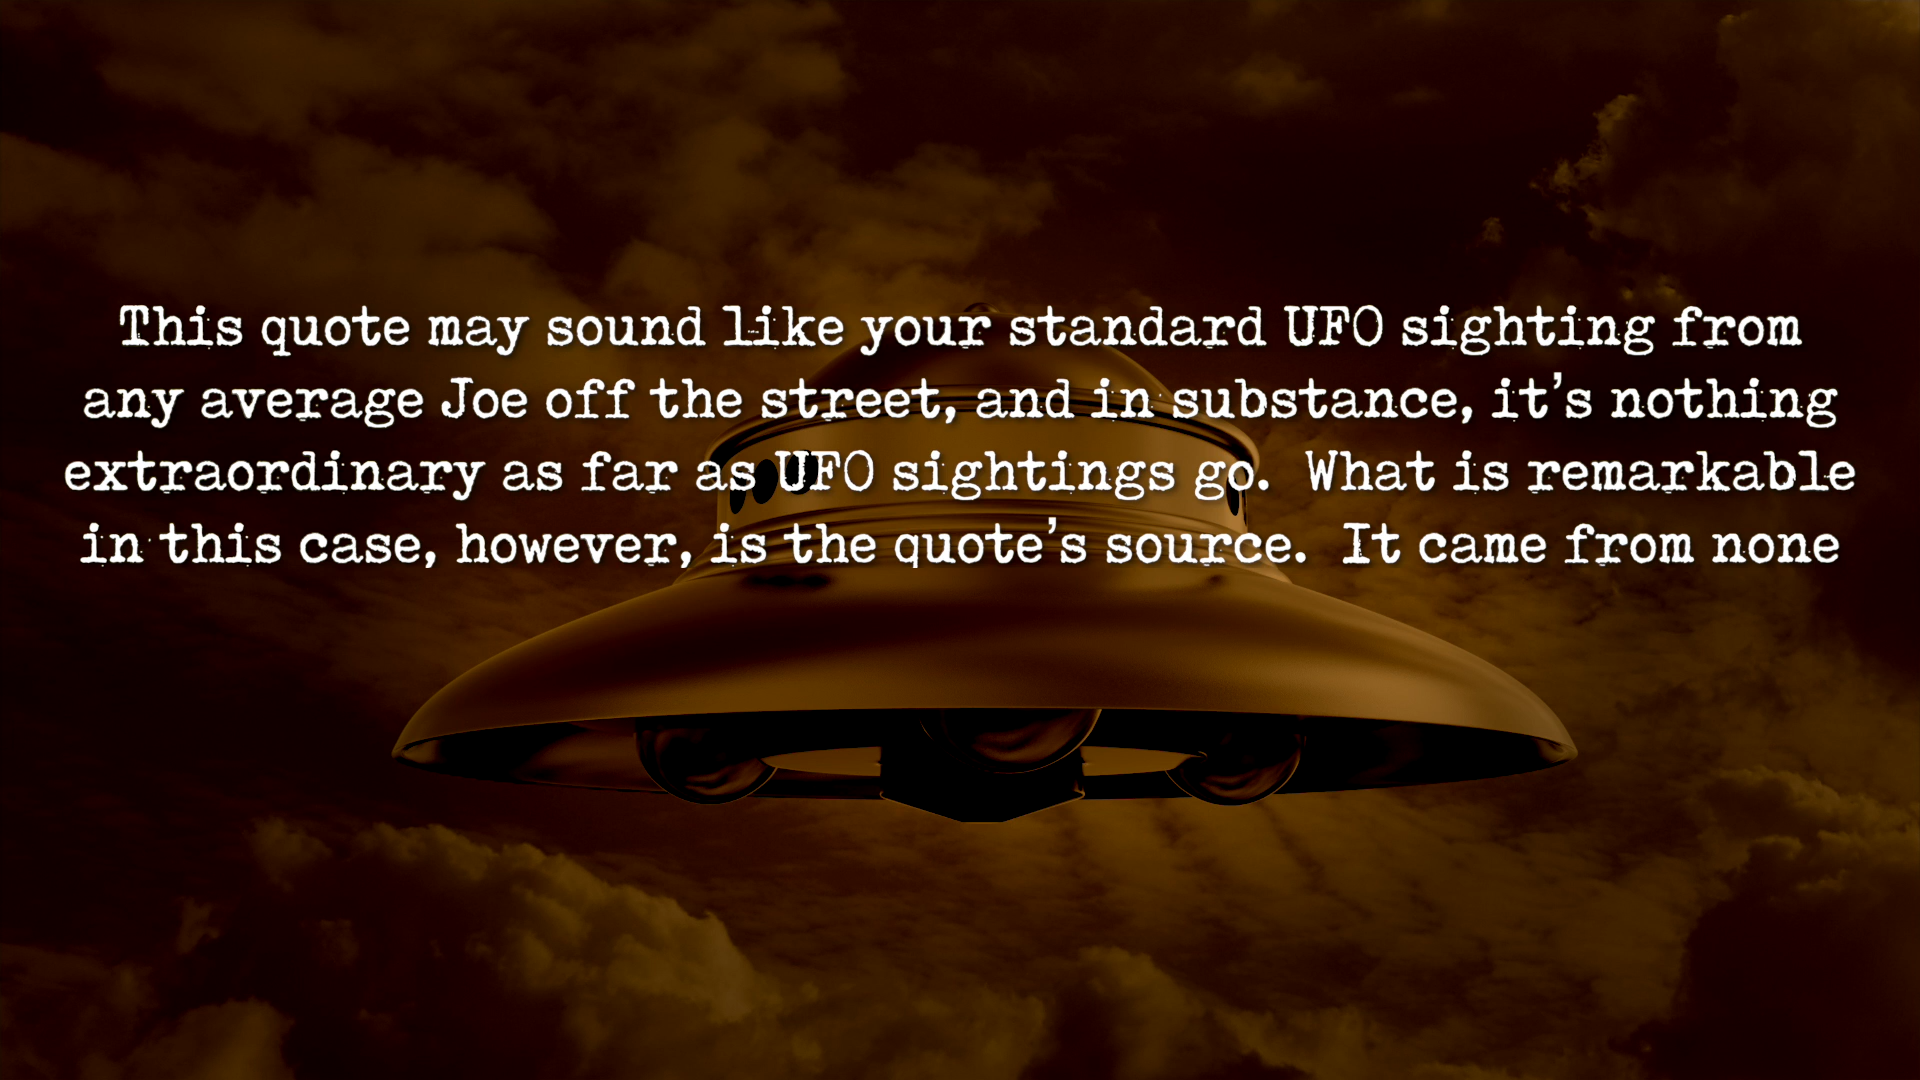 This quote may sound like your standard UFO sighting from
any average Joe off the street, and in substance, it's nothing
extraordinary as far as UFO sightings go.  What is remarkable
in this case, however, is the quote's source.  It came from none